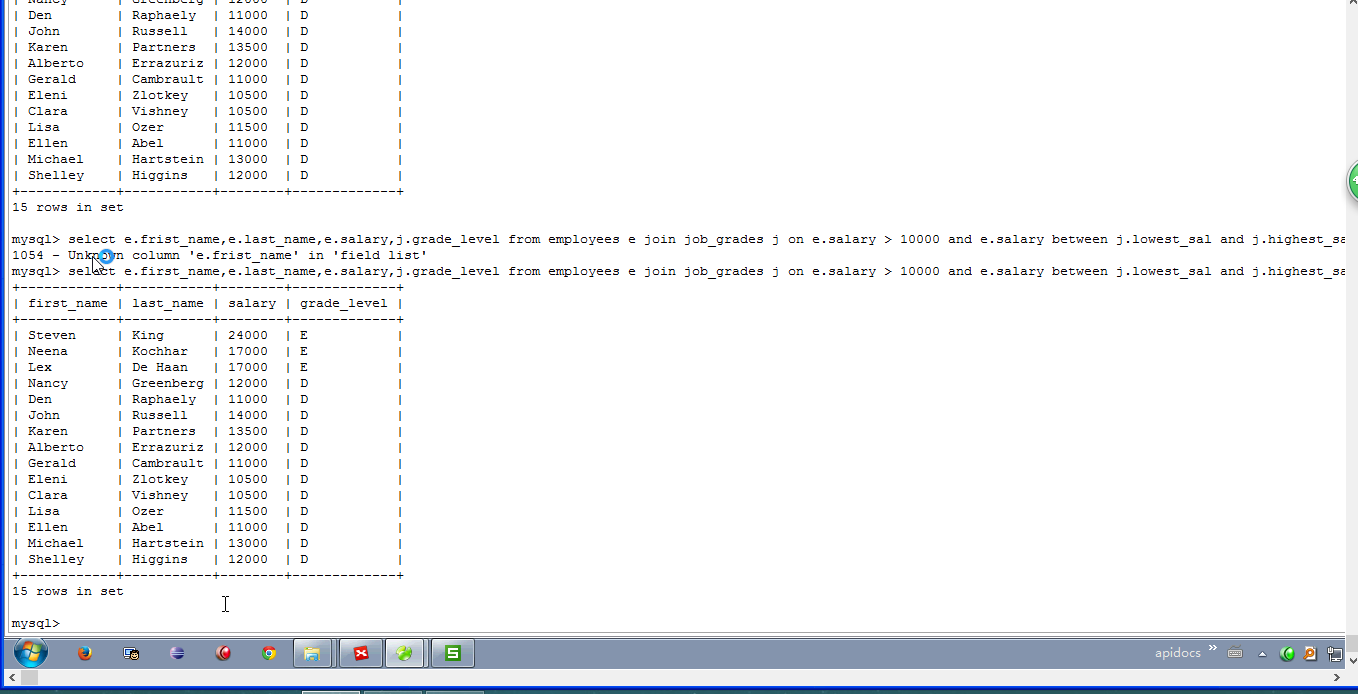 | Nancy | Greenberg | 12000 | D |
| Den | Raphaely | 11000 | D |
| John | Russell | 14000 | D |
| Karen | Partners | 13500 | D |
| Alberto | Errazuriz | 12000 | D |
| Gerald | Cambrault | 11000 | D |
| Eleni | Zlotkey | 10500 | D |
| Clara | Vishney | 10500 | D |
| Lisa | Ozer | 11500 | D |
| Ellen | Abel | 11000 | D |
| Michael | Hartstein | 13000 | D |
| Shelley | Higgins | 12000 | D |
+-------------+-----------+--------+-------------+
15 rows in set
mysql> select e.frist_name,e.last_name,e.salary,j.grade_level from employees e join job_grades j on e.salary > 10000 and e.salary between j.lowest_sal and j.highest_sa
1054 - Unknown column 'e.frist_name' in 'field list'
mysql> select e.first_name,e.last_name,e.salary,j.grade_level from employees e join job_grades j on e.salary > 10000 and e.salary between j.lowest_sal and j.highest_sa
+-------------+-----------+--------+-------------+
| first_name | last_name | salary | grade_level |
+-------------+-----------+--------+-------------+
| Steven | King | 24000 | E |
| Neena | Kochhar | 17000 | E |
| Lex | De Haan | 17000 | E |
| Nancy | Greenberg | 12000 | D |
| Den | Raphaely | 11000 | D |
| John | Russell | 14000 | D |
| Karen | Partners | 13500 | D |
| Alberto | Errazuriz | 12000 | D |
| Gerald | Cambrault | 11000 | D |
| Eleni | Zlotkey | 10500 | D |
| Clara | Vishney | 10500 | D |
| Lisa | Ozer | 11500 | D |
| Ellen | Abel | 11000 | D |
| Michael | Hartstein | 13000 | D |
| Shelley | Higgins | 12000 | D |
+-------------+-----------+--------+-------------+
15 rows in set
mysql>
apidocs